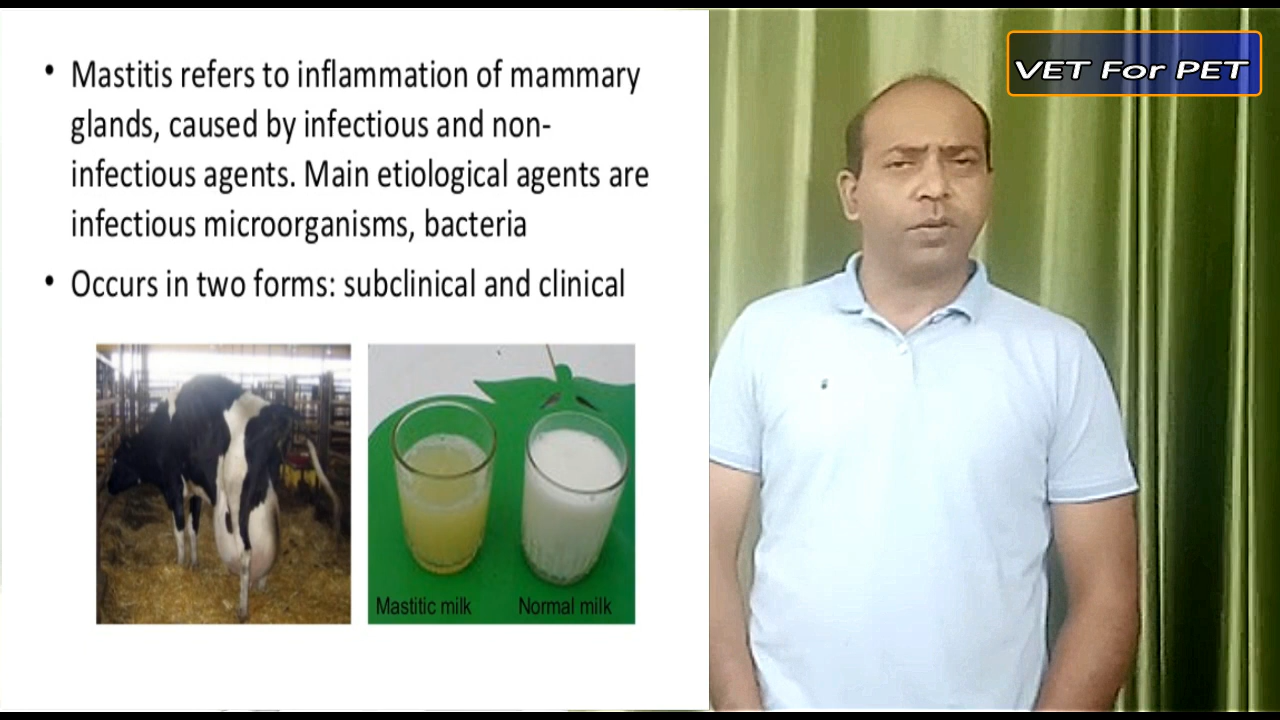 • Mastitis refers to inflammation of mammary
glands, caused by infectious and non-
infectious agents. Main etiological agents are
infectious microorganisms, bacteria
• Occurs in two forms: subclinical and clinical
Mastitic milk
Normal milk
VET For PET